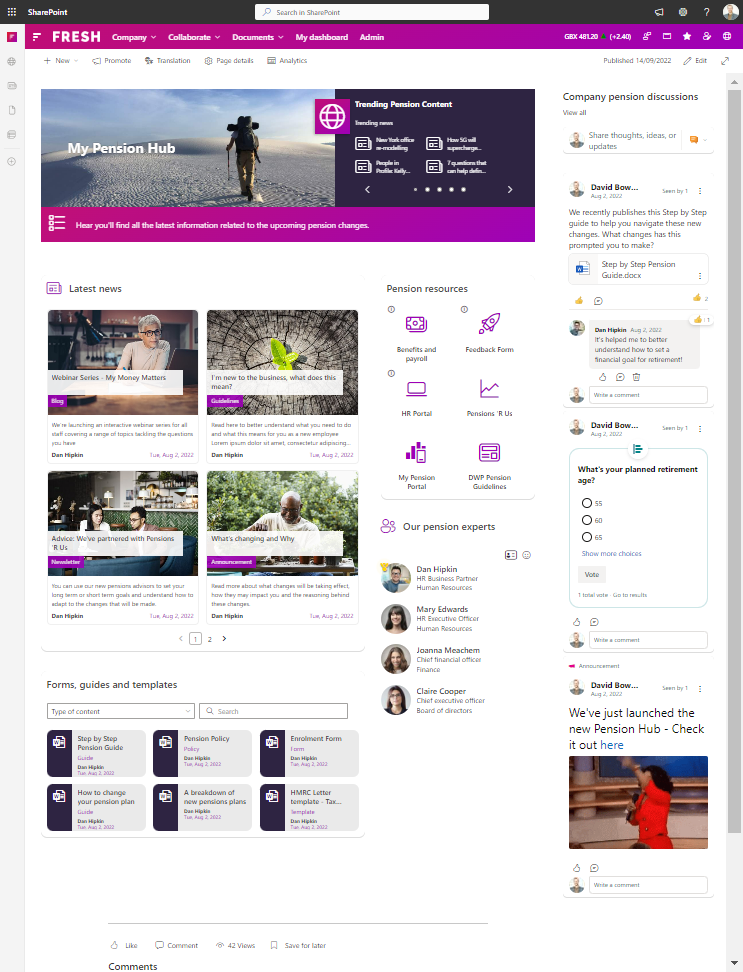 SharePoint
Search in SharePoint
FRESH
Company
Collaborate
Documents
My dashboard
Admin
GBX 481.20 (+2.40)
New
Promote
Translation
Page details
Analytics
Published 14/09/2022
Edit
My Pension Hub
Trending Pension Content
Trending news
New York office
re-modelling
How 5G will
supercharge...
People in
Profile: Kelly...
7 questions that
can help defin...
Hear you'll find all the latest information related to the upcoming pension changes.
Latest news
Webinar Series - My Money Matters
Blog
We're launching an interactive webinar series for all
staff covering a range of topics tackling the questions
you have
Dan Hipkin
Tue, Aug 2, 2022
I'm new to the business, what does this
mean?
Guidelines
Read here to better understand what you need to do
and what this means for you as a new employee
Lorem ipsum dolor sit amet, consectetur adipiscing...
Dan Hipkin
Tue, Aug 2, 2022
Advice: We've partnered with Pensions
'R Us
Newsletter
You can use our new pensions advisors to set your
long term or short term goals and understand how to
adapt to the changes that will be made.
Dan Hipkin
Tue, Aug 2, 2022
What's changing and Why
Announcement
Read more about what changes will be taking effect,
how they may impact you and the reasoning behind
these changes.
Dan Hipkin
Tue, Aug 2, 2022
1
2
Pension resources
Benefits and
payroll
Feedback Form
HR Portal
Pensions 'R Us
My Pension
Portal
DWP Pension
Guidelines
Our pension experts
Dan Hipkin
HR Business Partner
Human Resources
Mary Edwards
HR Executive Officer
Human Resources
Joanna Meachem
Chief financial officer
Finance
Claire Cooper
Chief executive officer
Board of directors
Forms, guides and templates
Type of content
Search
Step by Step
Pension Guide
Guide
Dan Hipkin
Tue, Aug 2, 2022
Pension Policy
Policy
Dan Hipkin
Tue, Aug 2, 2022
Enrolment Form
Form
Dan Hipkin
Tue, Aug 2, 2022
How to change
your pension plan
Guide
Dan Hipkin
Tue, Aug 2, 2022
A breakdown of
new pensions plans
Dan Hipkin
Tue, Aug 2, 2022
HMRC Letter
template - Tax...
Template
Dan Hipkin
Tue, Aug 2, 2022
Company pension discussions
View all
Share thoughts, ideas, or
updates
David Bow...
Aug 2, 2022
Seen by 1
We recently publishes this Step by Step
guide to help you navigate these new
changes. What changes has this
prompted you to make?
Step by Step Pension
Guide.docx
2
1
Dan Hipkin Aug 2, 2022
It's helped me to better
understand how to set a
financial goal for retirement!
Write a comment
David Bow...
Aug 2, 2022
Seen by 1
What's your planned retirement
age?
55
60
65
Show more choices
Vote
1 total vote · Go to results
Write a comment
Announcement
David Bow...
Aug 2, 2022
Seen by 1
We've just launched the
new Pension Hub - Check
it out here
Write a comment
Like
Comment
42 Views
Save for later
Comments